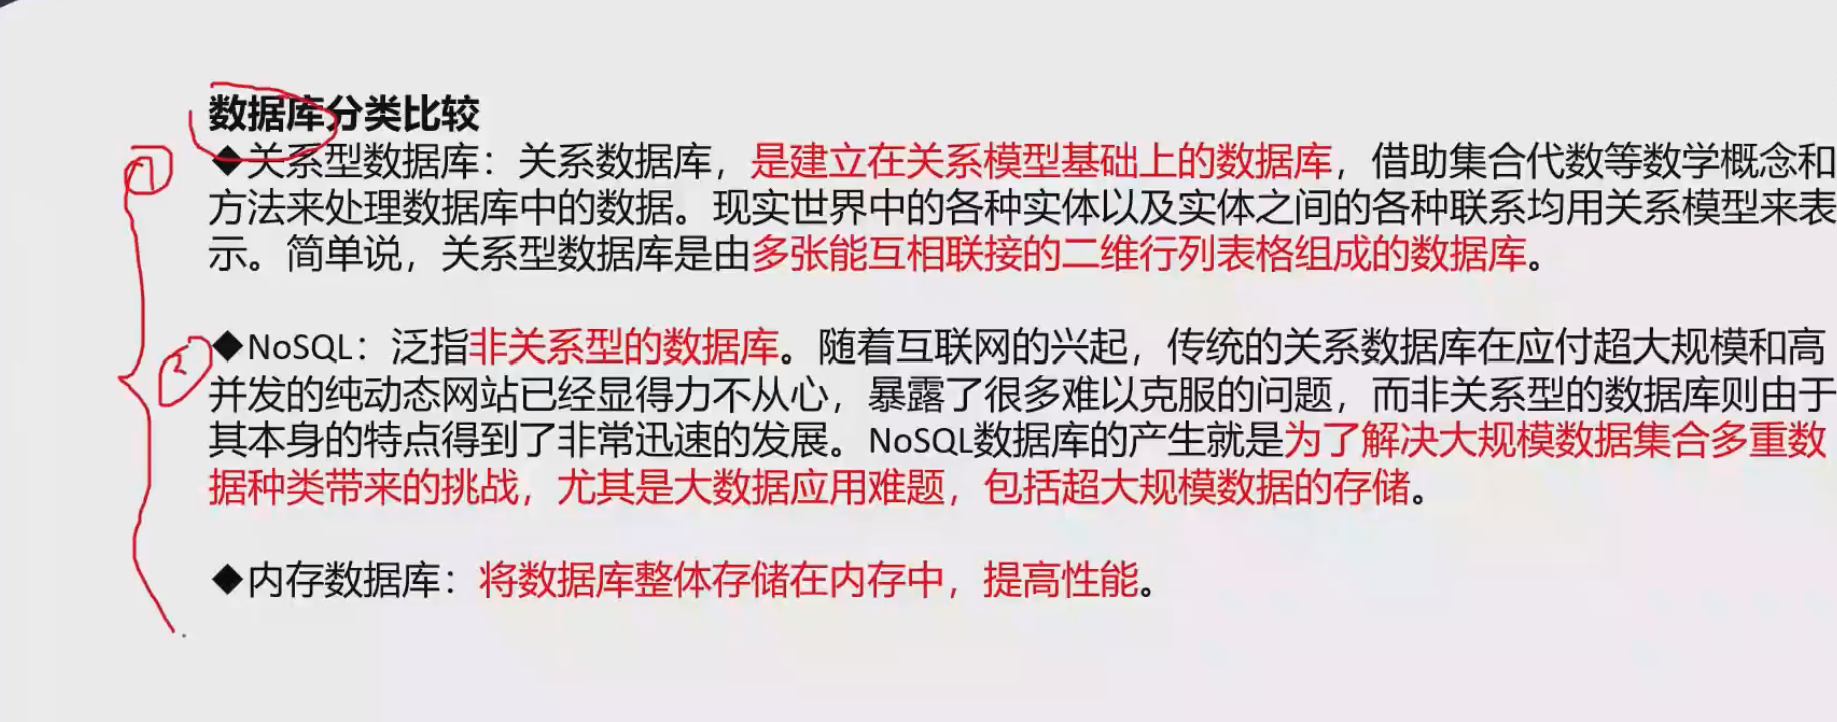 数据库分类比较
1
◆关系型数据库：关系数据库，是建立在关系模型基础上的数据库，借助集合代数等数学概念和
方法来处理数据库中的数据。现实世界中的各种实体以及实体之间的各种联系均用关系模型来表
示。简单说，关系型数据库是由多张能互相联接的二维行列表格组成的数据库。
2
◆NoSQL：泛指非关系型的数据库。随着互联网的兴起，传统的关系数据库在应付超大规模和高
并发的纯动态网站已经显得力不从心，暴露了很多难以克服的问题，而非关系型的数据库则由于
其本身的特点得到了非常迅速的发展。NoSQL数据库的产生就是为了解决大规模数据集合多重数
据种类带来的挑战，尤其是大数据应用难题，包括超大规模数据的存储。
◆内存数据库：将数据库整体存储在内存中，提高性能。